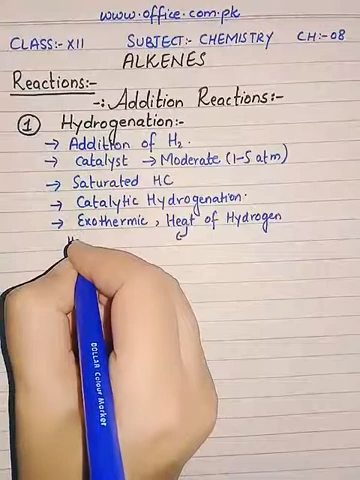 www.office.com.pk
CLASS:- XII SUBJECT:- CHEMISTRY CH:-08
ALKENES
Reactions:-
-: Addition Reactions:-
① Hydrogenation:-
→ Addition of H₂.
→ Catalyst → Moderate (1-5 atm)
→ Saturated HC
→ Catalytic Hydrogenation.
→ Exothermic, Heat of Hydrogen
H
DOLLAR Colour Marker